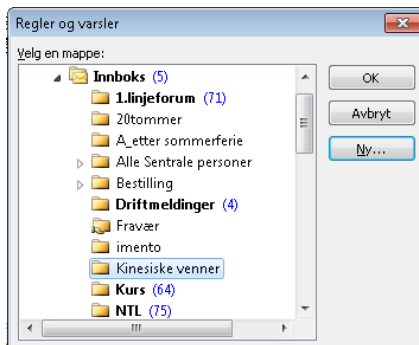 Regler og varsler
Velg en mappe:
Innboks (5)
1.linjeforum (71)
20tommer
A_etter sommerferie
Alle Sentrale personer
Bestilling
Driftmeldinger (4)
Fravær
imento
Kinesiske venner
Kurs (64)
NTL (75)
OK
Avbryt
Ny...